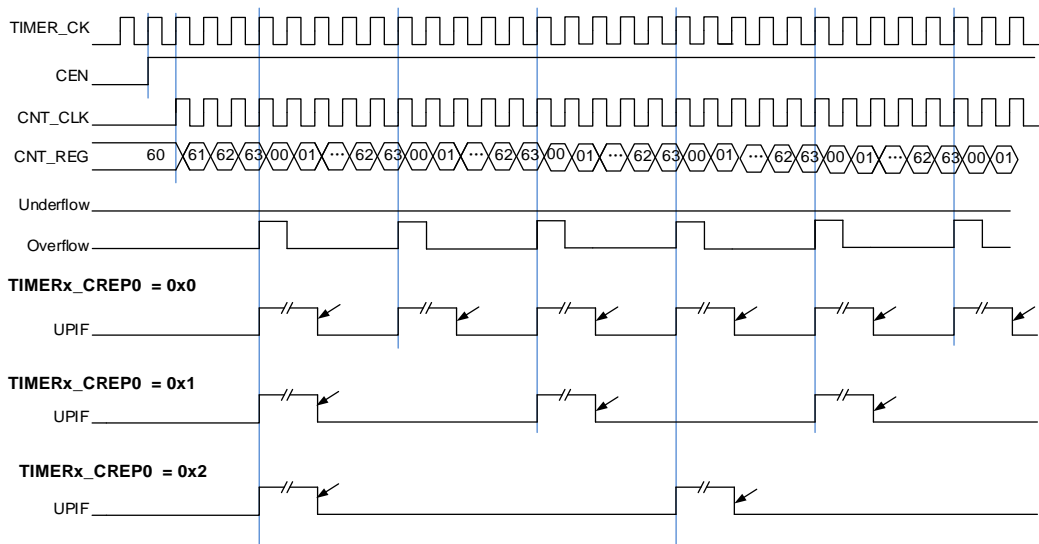 TIMER_CK
CEN
CNT_CLK
CNT_REG 60 61 62 63 00 01 ... 62 63 00 01 ... 62 63 00 01 ... 62 63 00 01 ... 62 63 00 01 ... 62 63 00 01
Underflow
Overflow
TIMERx_CREP0 = 0x0
UPIF
TIMERx_CREP0 = 0x1
UPIF
TIMERx_CREP0 = 0x2
UPIF